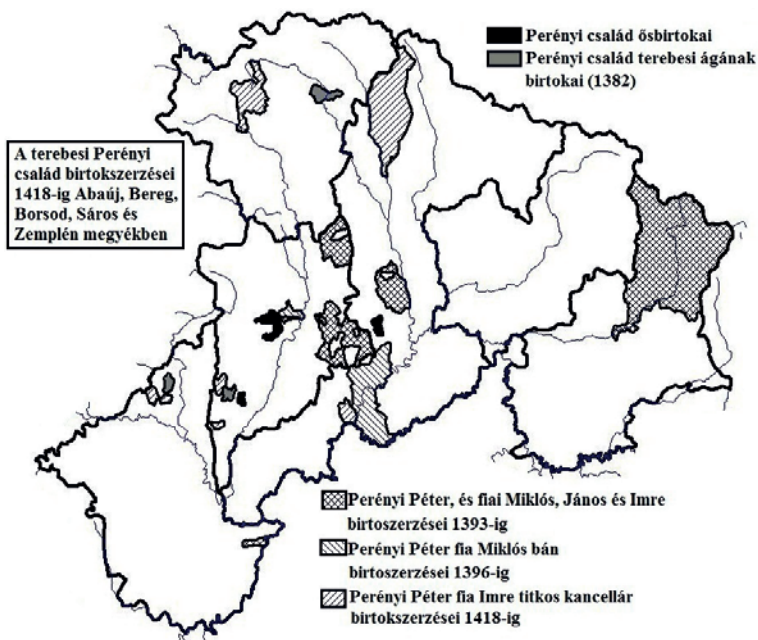 Perényi család ősbirtokai
Perényi család terebesi ágának
birtokai (1382)
A terebesi Perényi
család birtokszerzései
1418-ig Abaúj, Bereg,
Borsod, Sáros és
Zemplén megyékben
Perényi Péter, és fiai Miklós, János és Imre
birtoszerzései 1393-ig
Perényi Péter fia Miklós bán
birtoszerzései 1396-ig
Perényi Péter fia Imre titkos kancellár
birtokszerzései 1418-ig